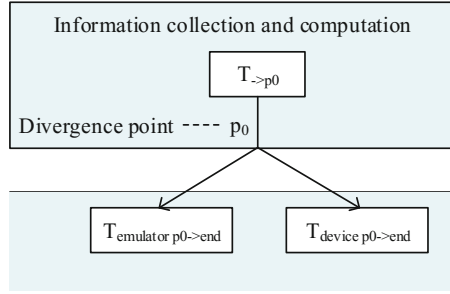 Information collection and computation
T->p0
Divergence point ---- p0
Temulator p0->end
Tdevice p0->end